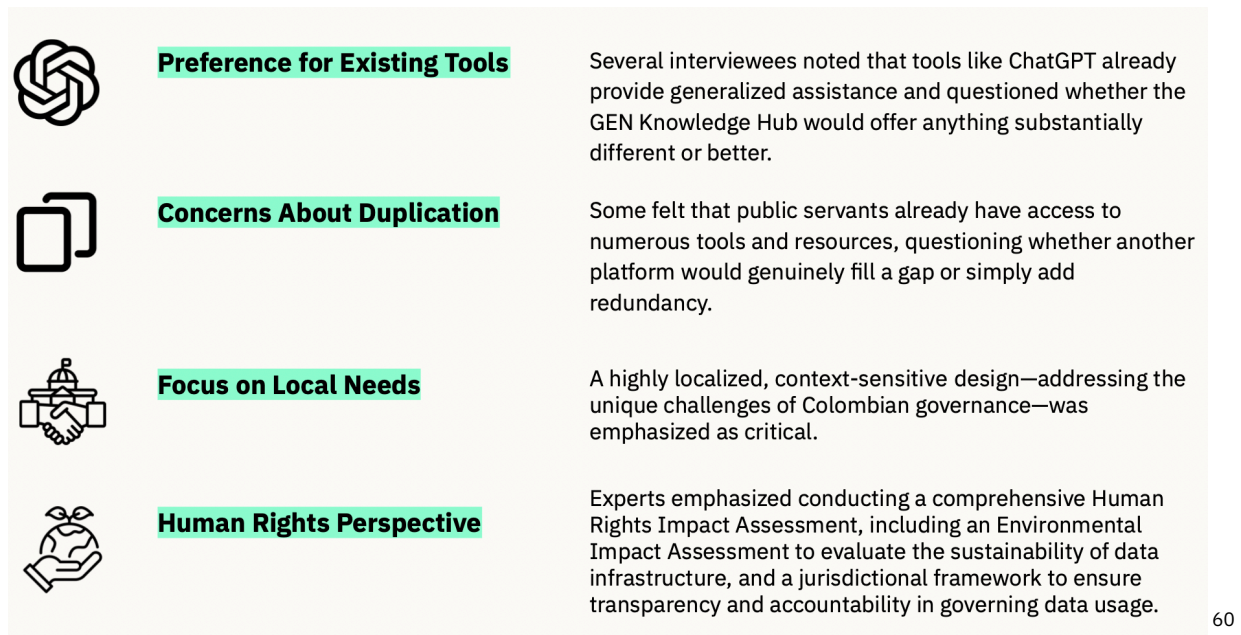 Preference for Existing Tools
Several interviewees noted that tools like ChatGPT already
provide generalized assistance and questioned whether the
GEN Knowledge Hub would offer anything substantially
different or better.
Concerns About Duplication
Some felt that public servants already have access to
numerous tools and resources, questioning whether another
platform would genuinely fill a gap or simply add
redundancy.
Focus on Local Needs
A highly localized, context-sensitive design—addressing the
unique challenges of Colombian governance—was
emphasized as critical.
Human Rights Perspective
Experts emphasized conducting a comprehensive Human
Rights Impact Assessment, including an Environmental
Impact Assessment to evaluate the sustainability of data
infrastructure, and a jurisdictional framework to ensure
transparency and accountability in governing data usage.
60